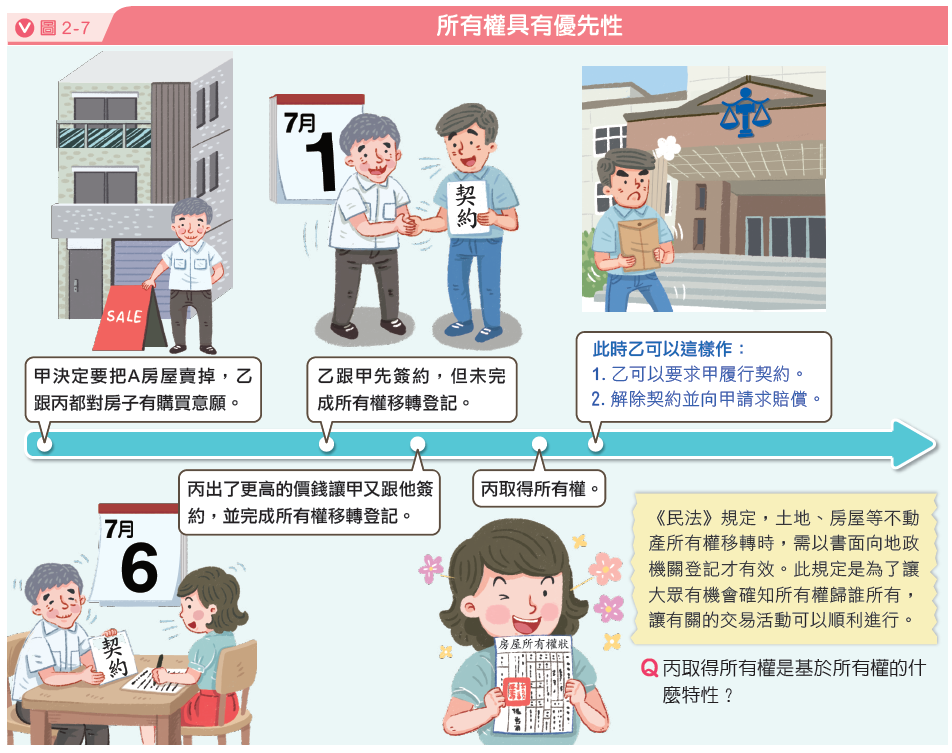 圖 2-7
所有權具有優先性
SALE
甲決定要把A房屋賣掉，乙
跟丙都對房子有購買意願。
7月
1
契約
乙跟甲先簽約，但未完
成所有權移轉登記。
此時乙可以這樣作：
1. 乙可以要求甲履行契約。
2. 解除契約並向甲請求賠償。
丙出了更高的價錢讓甲又跟他簽
約，並完成所有權移轉登記。
丙取得所有權。
7月
6
契約
房屋所有權狀
《民法》規定，土地、房屋等不動
產所有權移轉時，需以書面向地政
機關登記才有效。此規定是為了讓
大眾有機會確知所有權歸誰所有，
讓有關的交易活動可以順利進行。
Q 丙取得所有權是基於所有權的什
麼特性？